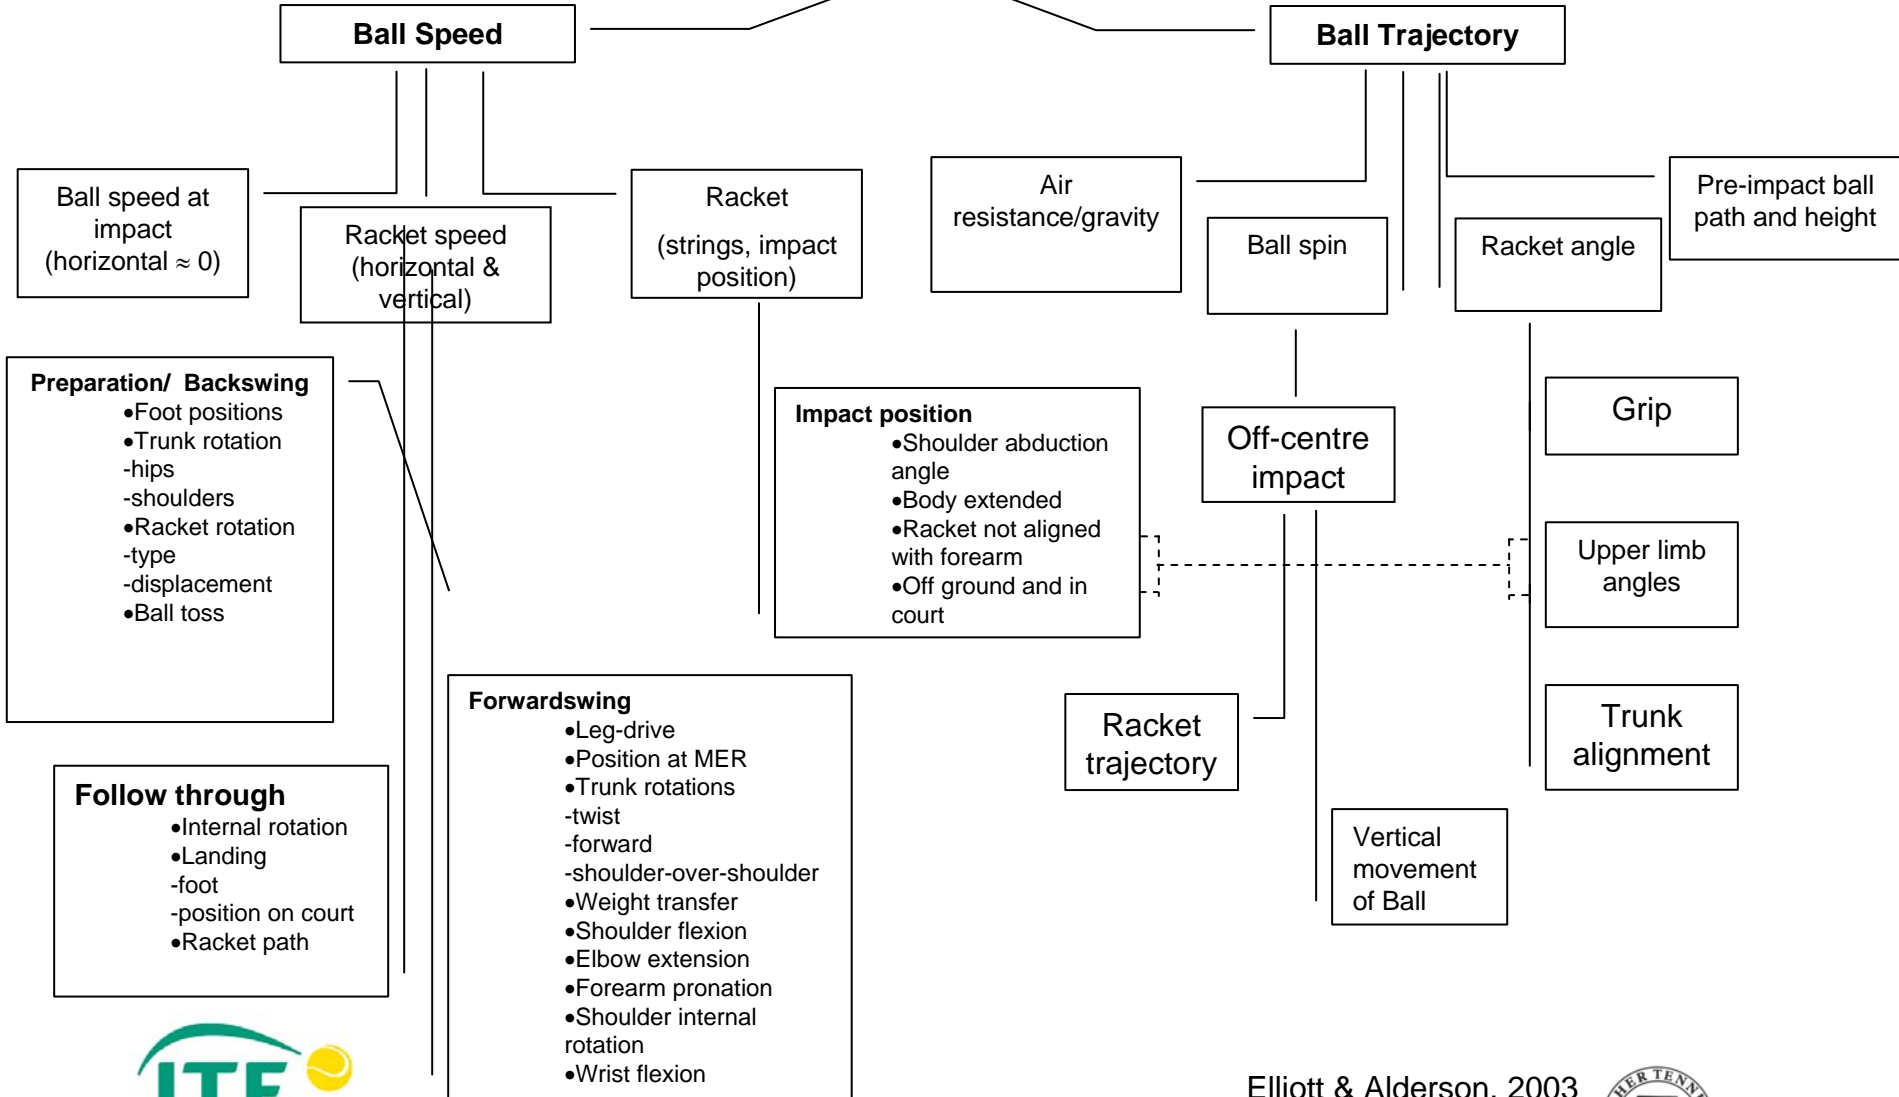 Ball Speed
Ball Trajectory
Ball speed at
impact
(horizontal ≈ 0)
Racket speed
(horizontal &
vertical)
Racket
(strings, impact
position)
Air
resistance/gravity
Ball spin
Racket angle
Pre-impact ball
path and height
Preparation/ Backswing
•Foot positions
•Trunk rotation
-hips
-shoulders
•Racket rotation
-type
-displacement
•Ball toss
Impact position
•Shoulder abduction
angle
•Body extended
•Racket not aligned
with forearm
•Off ground and in
court
Off-centre
impact
Grip
Upper limb
angles
Trunk
alignment
Racket
trajectory
Vertical
movement
of Ball
Follow through
•Internal rotation
•Landing
-foot
-position on court
•Racket path
Forwardswing
•Leg-drive
•Position at MER
•Trunk rotations
-twist
-forward
-shoulder-over-shoulder
•Weight transfer
•Shoulder flexion
•Elbow extension
•Forearm pronation
•Shoulder internal
rotation
•Wrist flexion
ITF
Elliott & Alderson, 2003